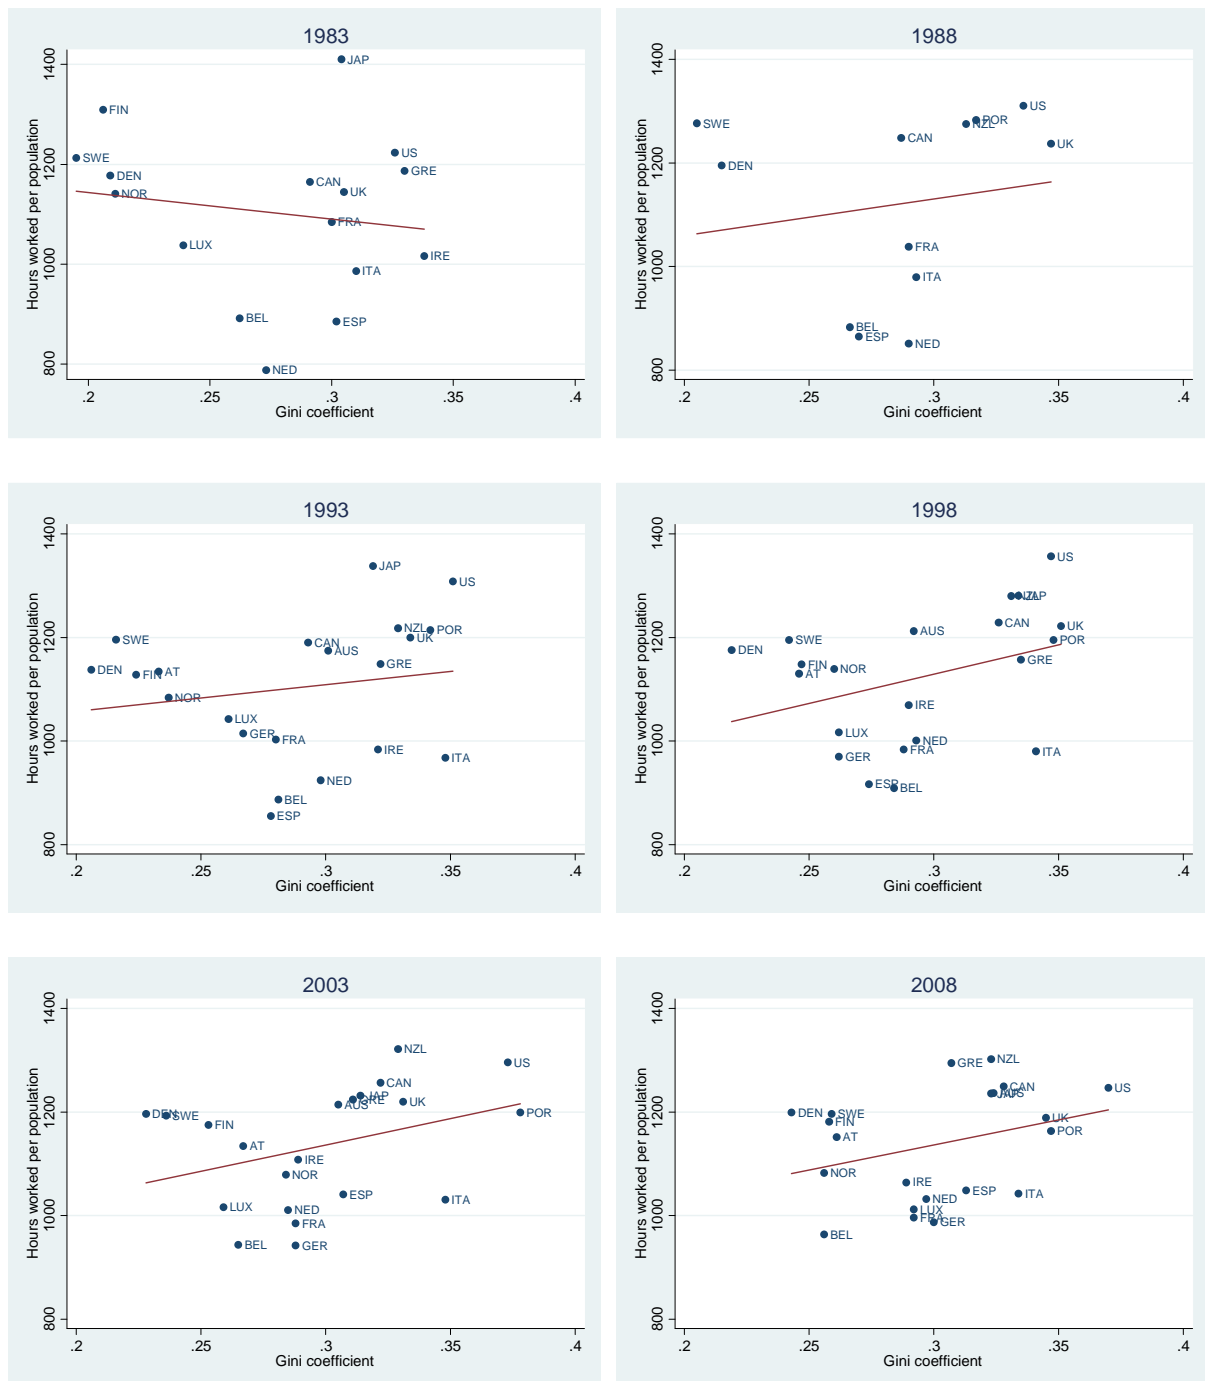 1983
Hours worked per population
1400
1200
1000
800
JAP
FIN
SWE
US
GRE
DEN
CAN
NOR
UK
FRA
LUX
IRE
ITA
BEL
ESP
NED
.2 .25 .3 .35 .4
Gini coefficient
1988
Hours worked per population
1400
1200
1000
800
US
POR
NZL
SWE
CAN
UK
DEN
FRA
ITA
BEL
ESP
NED
.2 .25 .3 .35 .4
Gini coefficient
1993
Hours worked per population
1400
1200
1000
800
JAP
US
NZL
POR
UK
SWE
CAN
AUS
DEN
FIN
AT
GRE
NOR
LUX
GER
FRA
IRE
ITA
NED
BEL
ESP
.2 .25 .3 .35 .4
Gini coefficient
1998
Hours worked per population
1400
1200
1000
800
US
NZL
JAP
CAN
UK
AUS
SWE
POR
DEN
GRE
FIN
NOR
AT
IRE
LUX
NED
FRA
ITA
GER
ESP
BEL
.2 .25 .3 .35 .4
Gini coefficient
2003
Hours worked per population
1400
1200
1000
800
NZL
US
CAN
JAP
GRE
AUS
UK
DEN
SWE
POR
FIN
AT
IRE
NOR
ESP
ITA
LUX
NED
FRA
BEL
GER
.2 .25 .3 .35 .4
Gini coefficient
2008
Hours worked per population
1400
1200
1000
800
NZL
GRE
CAN
US
AUS
JAP
DEN
SWE
UK
FIN
POR
AT
NOR
IRE
ESP
ITA
NED
LUX
FRA
GER
BEL
.2 .25 .3 .35 .4
Gini coefficient